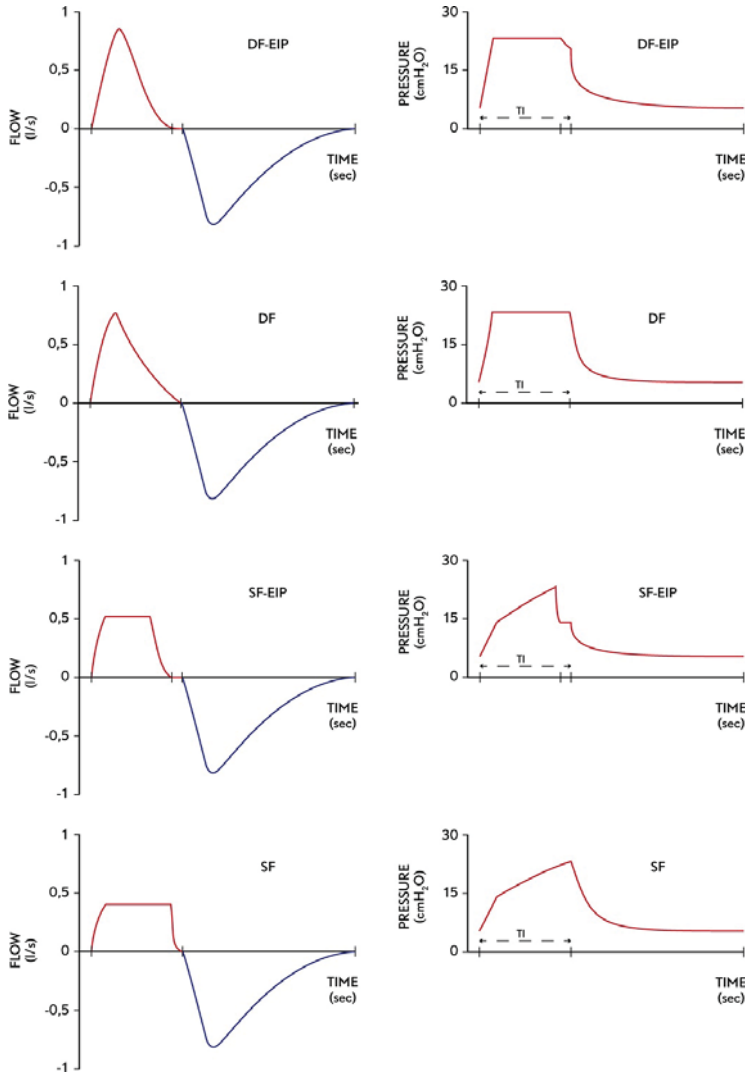 1
DF-EIP
0,5
FLOW
(l/s)
0
TIME
(sec)
-0,5
-1
30
DF-EIP
PRESSURE
(cmH₂O)
15
TI
0
TIME
(sec)
1
DF
0,5
FLOW
(l/s)
0
TIME
(sec)
-0,5
-1
30
DF
PRESSURE
(cmH₂O)
15
TI
0
TIME
(sec)
1
SF-EIP
0,5
FLOW
(l/s)
0
TIME
(sec)
-0,5
-1
30
SF-EIP
PRESSURE
(cmH₂O)
15
TI
0
TIME
(sec)
1
SF
0,5
FLOW
(l/s)
0
TIME
(sec)
-0,5
-1
30
SF
PRESSURE
(cmH₂O)
15
TI
0
TIME
(sec)